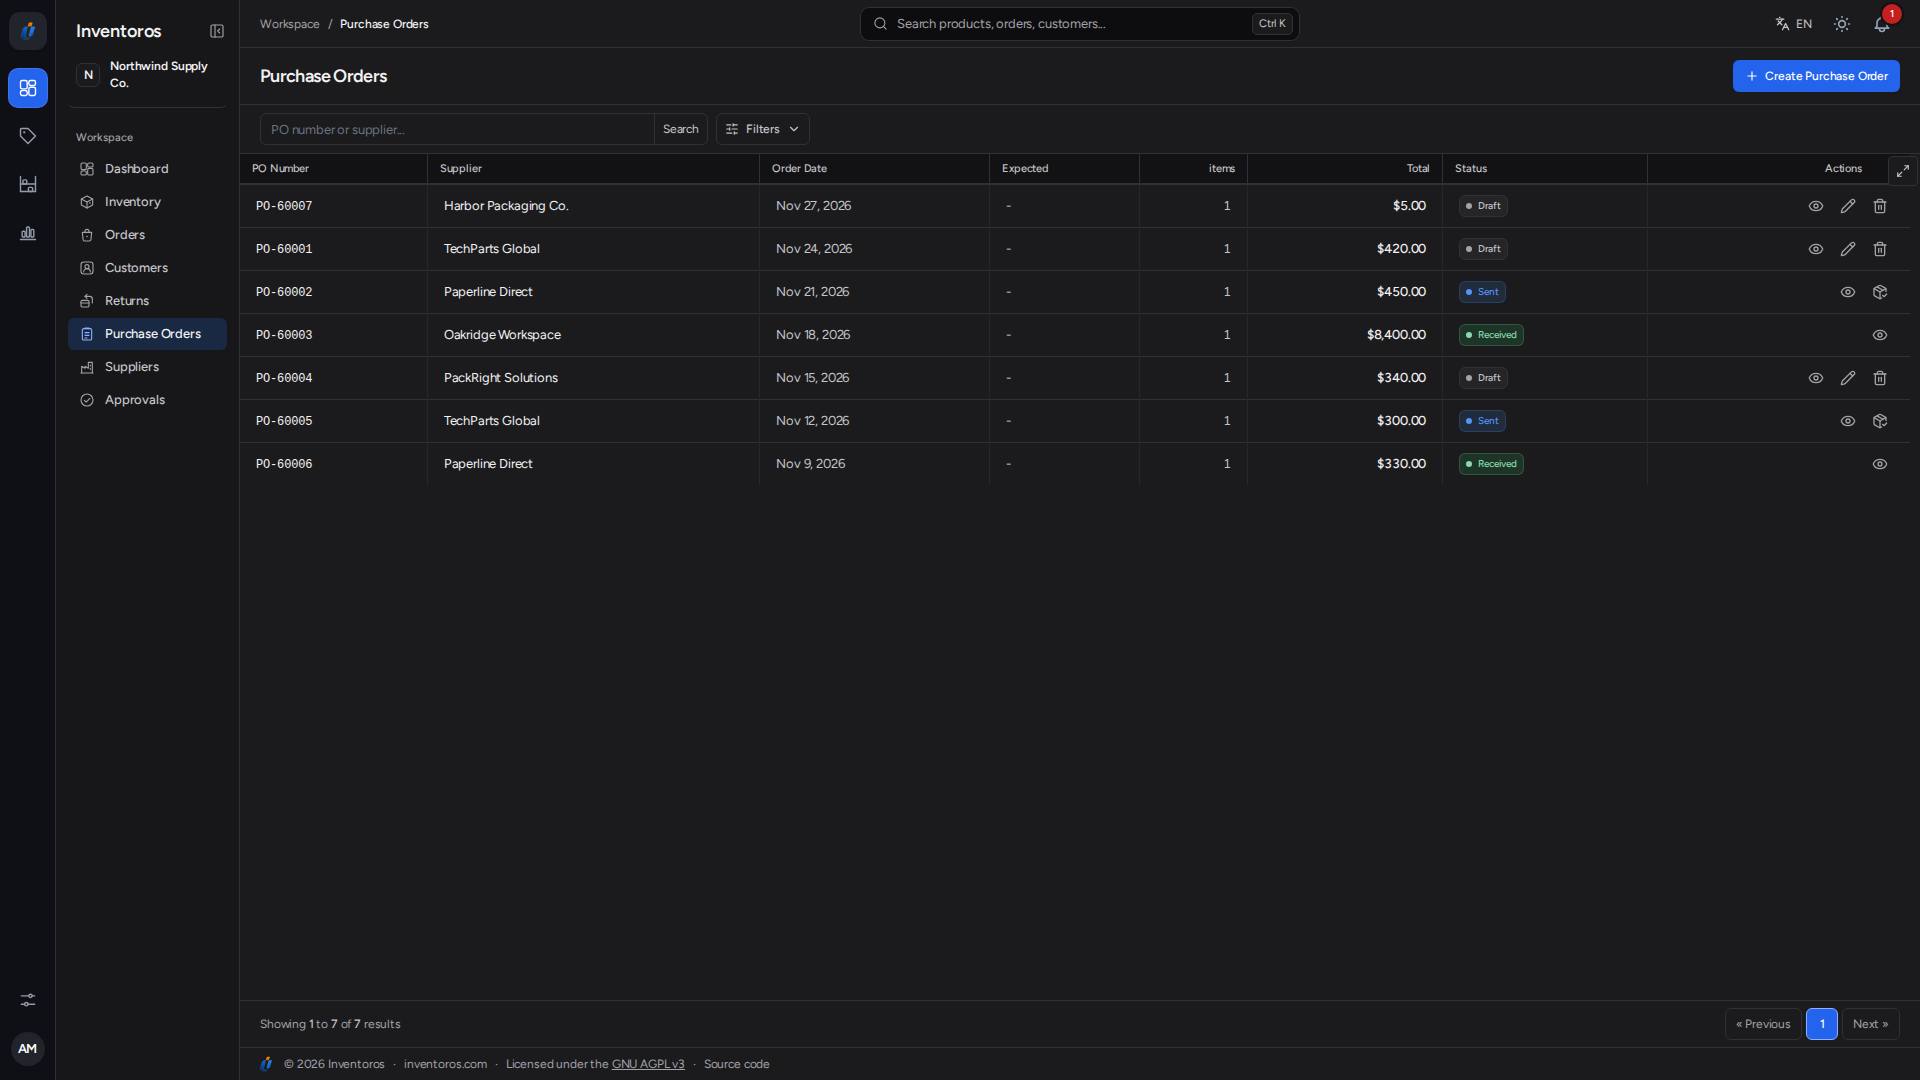 Inventoros
N
Northwind Supply Co.
Workspace
Dashboard
Inventory
Orders
Customers
Returns
Purchase Orders
Suppliers
Approvals
AM
Workspace / Purchase Orders
Search products, orders, customers...
Ctrl K
EN
1
Purchase Orders
Create Purchase Order
PO number or supplier...
Search
Filters
PO Number Supplier Order Date Expected items Total Status Actions
PO-60007 Harbor Packaging Co. Nov 27, 2026 - 1 $5.00 Draft
PO-60001 TechParts Global Nov 24, 2026 - 1 $420.00 Draft
PO-60002 Paperline Direct Nov 21, 2026 - 1 $450.00 Sent
PO-60003 Oakridge Workspace Nov 18, 2026 - 1 $8,400.00 Received
PO-60004 PackRight Solutions Nov 15, 2026 - 1 $340.00 Draft
PO-60005 TechParts Global Nov 12, 2026 - 1 $300.00 Sent
PO-60006 Paperline Direct Nov 9, 2026 - 1 $330.00 Received
Showing 1 to 7 of 7 results
« Previous 1 Next »
© 2026 Inventoros · inventoros.com · Licensed under the GNU AGPL v3 · Source code